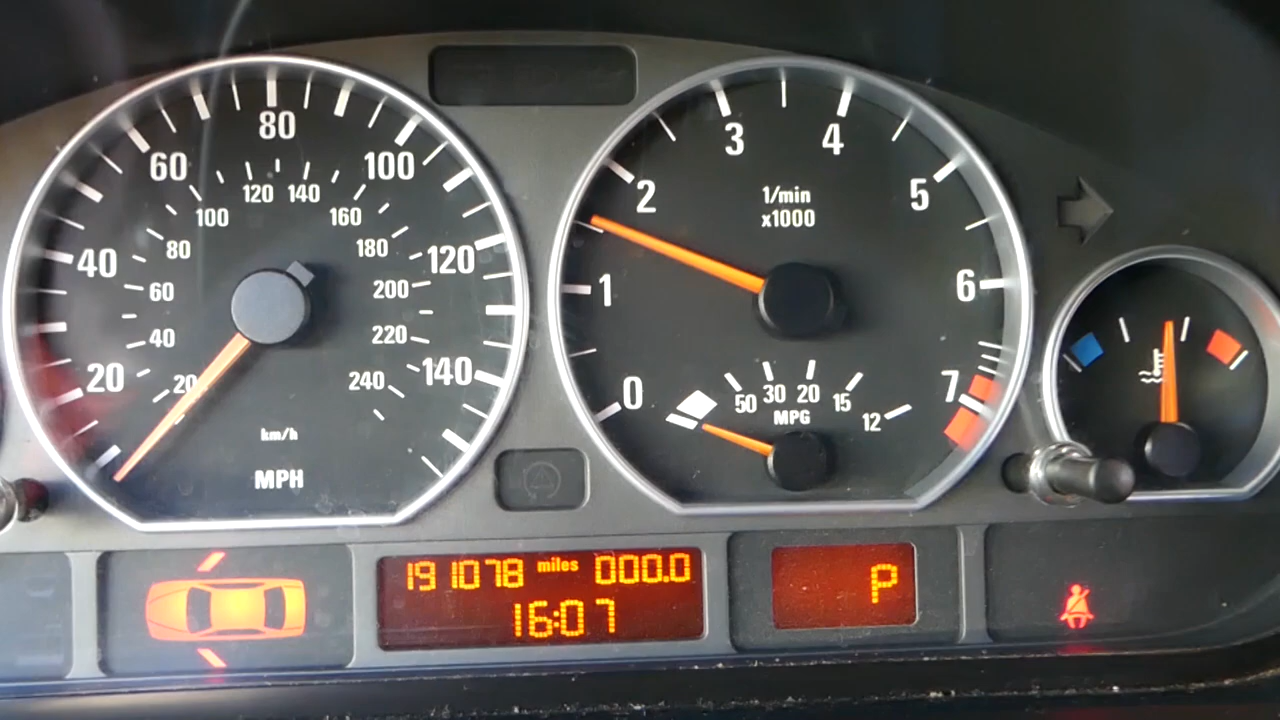 20 40 60 80 100 120 140
20 40 60 80 100 120 140 160 180 200 220 240
km/h
MPH
0 1 2 3 4 5 6 7
1/min
x1000
50 30 20 15 12
MPG
191078 miles 000.0
16:07
P